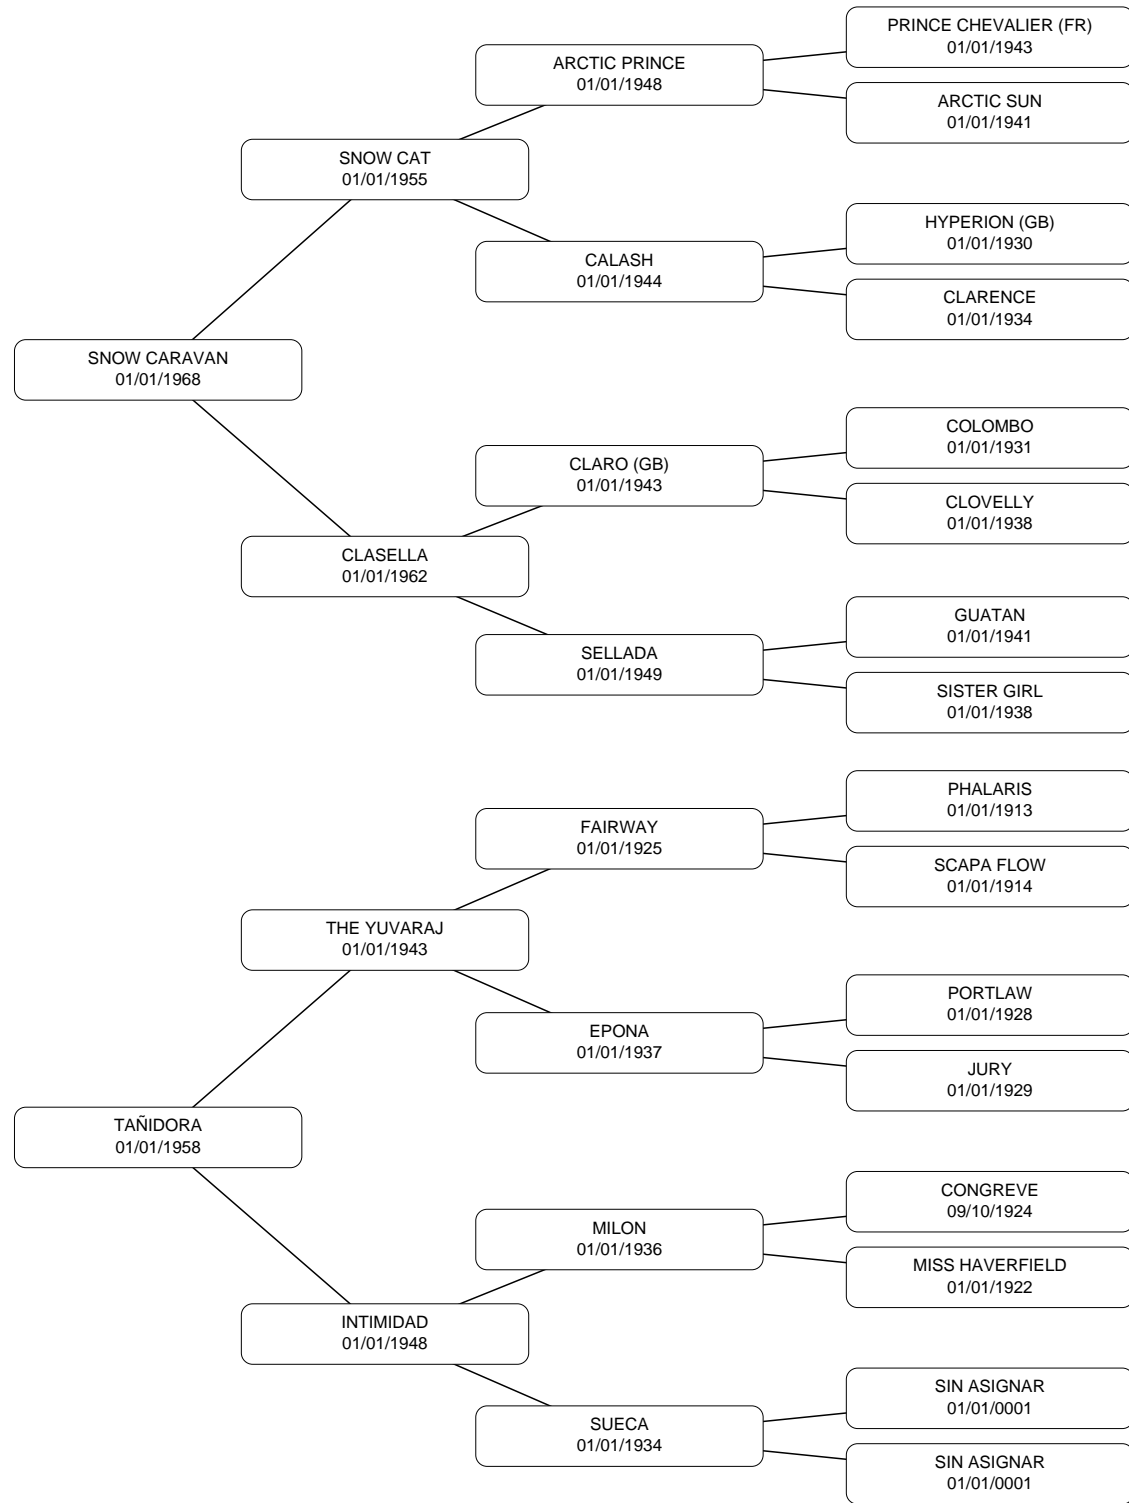 PRINCE CHEVALIER (FR)
01/01/1943
ARCTIC PRINCE
01/01/1948
ARCTIC SUN
01/01/1941
SNOW CAT
01/01/1955
HYPERION (GB)
01/01/1930
CALASH
01/01/1944
CLARENCE
01/01/1934
SNOW CARAVAN
01/01/1968
COLOMBO
01/01/1931
CLARO (GB)
01/01/1943
CLOVELLY
01/01/1938
CLASELLA
01/01/1962
GUATAN
01/01/1941
SELLADA
01/01/1949
SISTER GIRL
01/01/1938
PHALARIS
01/01/1913
FAIRWAY
01/01/1925
SCAPA FLOW
01/01/1914
THE YUVARAJ
01/01/1943
PORTLAW
01/01/1928
EPONA
01/01/1937
JURY
01/01/1929
TAÑIDORA
01/01/1958
CONGREVE
09/10/1924
MILON
01/01/1936
MISS HAVERFIELD
01/01/1922
INTIMIDAD
01/01/1948
SIN ASIGNAR
01/01/0001
SUECA
01/01/1934
SIN ASIGNAR
01/01/0001